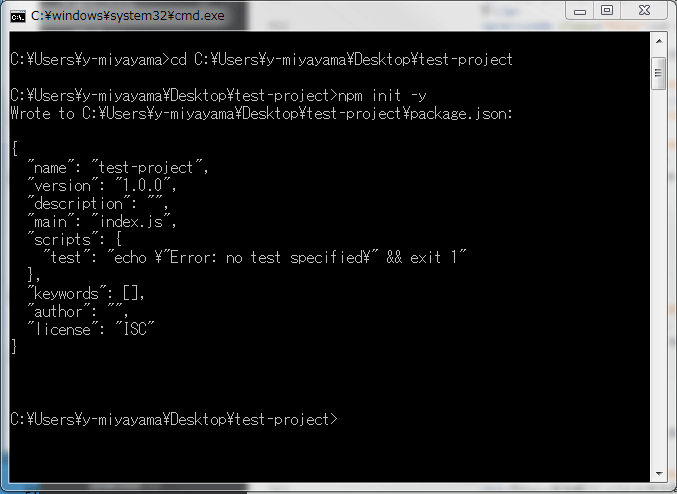 C:¥windows¥system32¥cmd.exe
C:¥Users¥y-miyayama>cd C:¥Users¥y-miyayama¥Desktop¥test-project
C:¥Users¥y-miyayama¥Desktop¥test-project>npm init -y
Wrote to C:¥Users¥y-miyayama¥Desktop¥test-project¥package.json:
{
  "name": "test-project",
  "version": "1.0.0",
  "description": "",
  "main": "index.js",
  "scripts": {
    "test": "echo ¥"Error: no test specified¥" && exit 1"
  },
  "keywords": [],
  "author": "",
  "license": "ISC"
}
C:¥Users¥y-miyayama¥Desktop¥test-project>